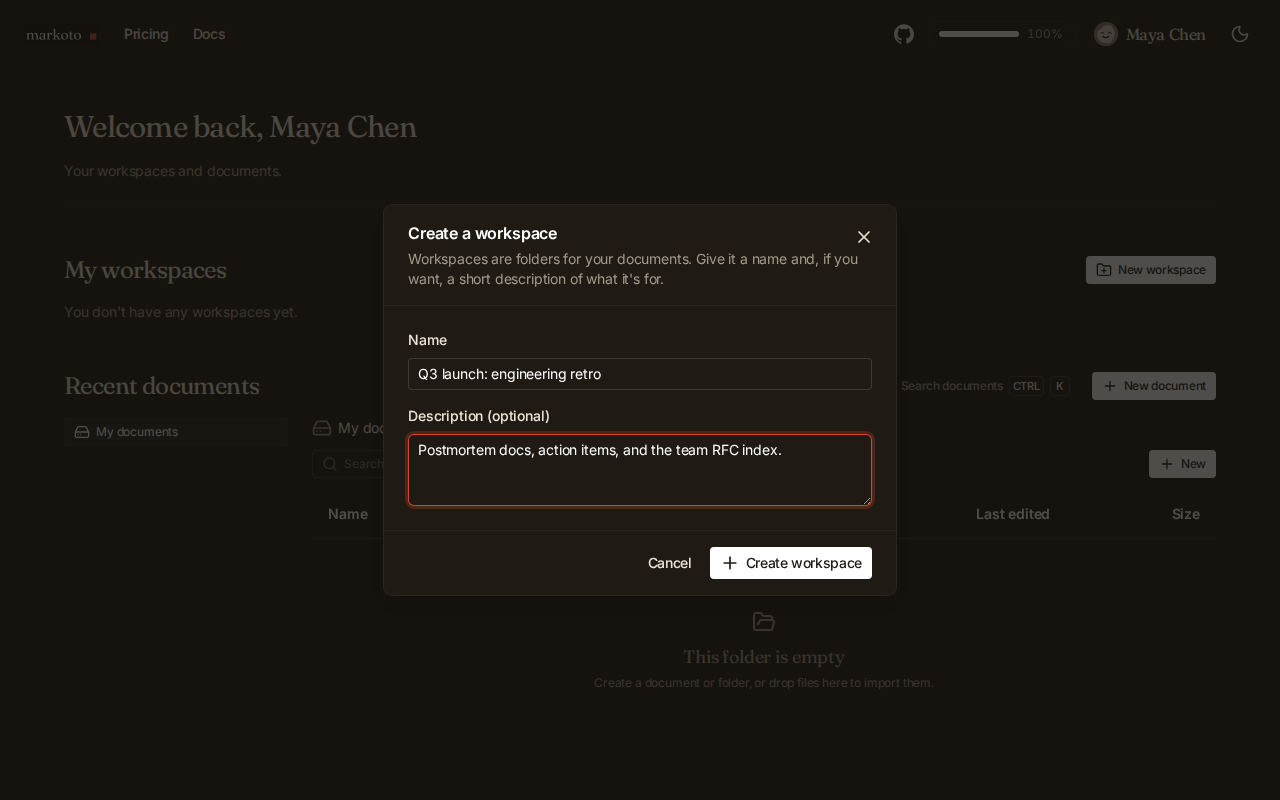 markoto
Pricing
Docs
100%
Maya Chen
Welcome back, Maya Chen
Your workspaces and documents.
My workspaces
New workspace
You don't have any workspaces yet.
Recent documents
Search documents CTRL K
New document
My documents
My doc
Search
New
Name
Last edited
Size
This folder is empty
Create a document or folder, or drop files here to import them.
Create a workspace
Workspaces are folders for your documents. Give it a name and, if you
want, a short description of what it's for.
Name
Q3 launch: engineering retro
Description (optional)
Postmortem docs, action items, and the team RFC index.
Cancel
Create workspace